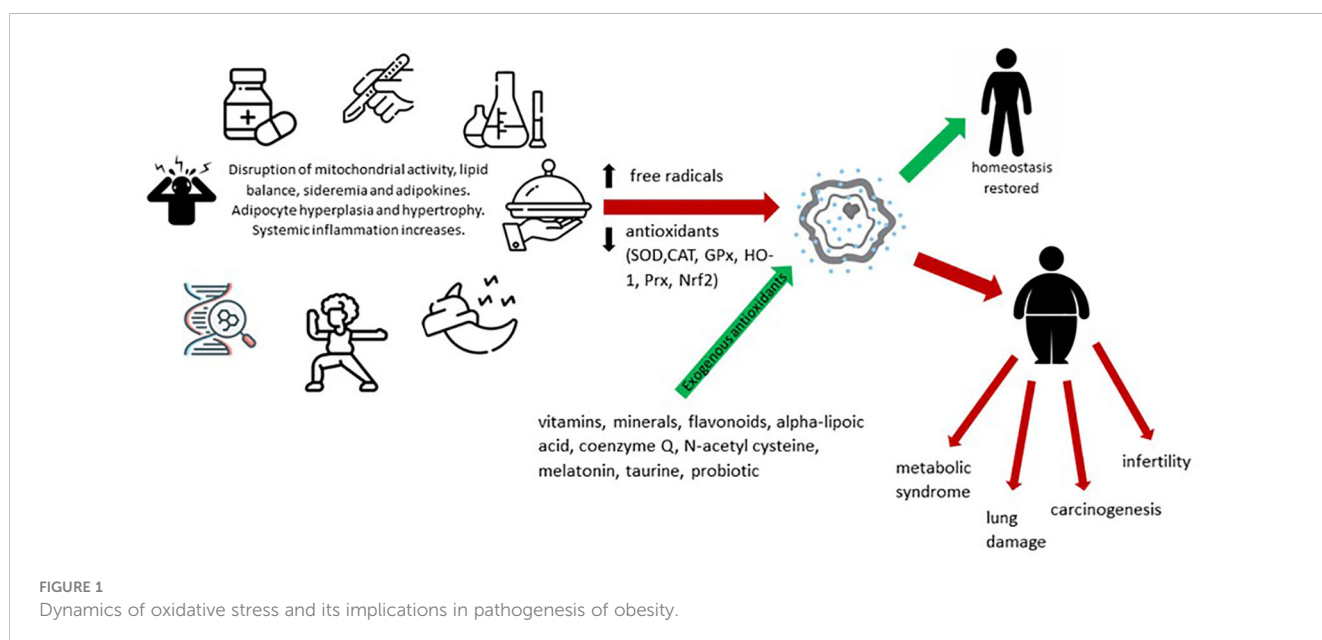 Disruption of mitochondrial activity, lipid
balance, sideremia and adipokines.
Adipocyte hyperplasia and hypertrophy.
Systemic inflammation increases.
free radicals
antioxidants
(SOD,CAT, GPx, HO-
1, Prx, Nrf2)
Exogenous antioxidants
vitamins, minerals, flavonoids, alpha-lipoic
acid, coenzyme Q, N-acetyl cysteine,
melatonin, taurine, probiotic
homeostasis
restored
metabolic
syndrome
lung
damage
carcinogenesis
infertility
FIGURE 1
Dynamics of oxidative stress and its implications in pathogenesis of obesity.